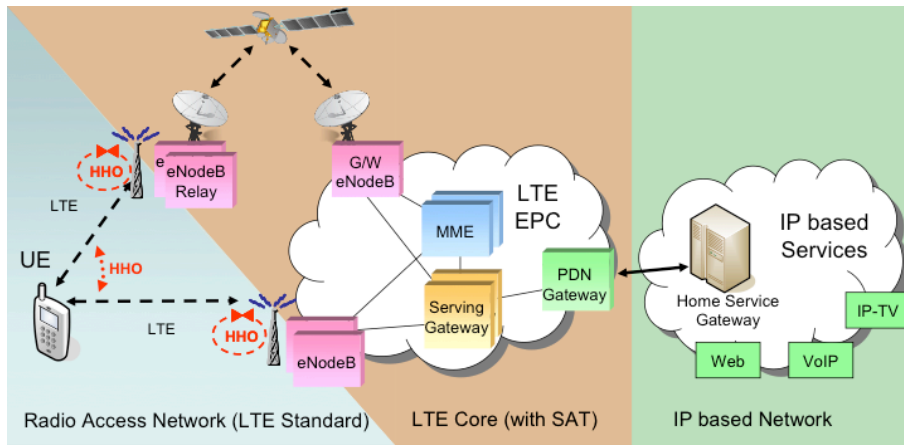 HHO
e
eNodeB
Relay
G/W
eNodeB
LTE
EPC
LTE
MME
IP based
Services
UE
HHO
PDN
Gateway
Home Service
Gateway
Serving
Gateway
IP-TV
LTE
HHO
eNodeB
Web
VoIP
Radio Access Network (LTE Standard)
LTE Core (with SAT)
IP based Network